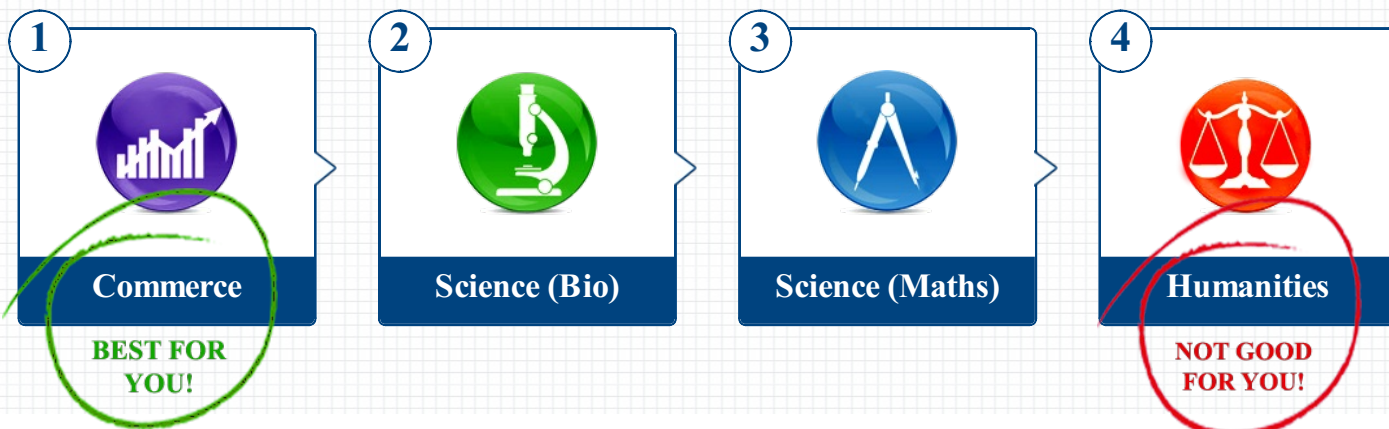 1
2
3
4
Commerce
Science (Bio)
Science (Maths)
Humanities
BEST FOR
YOU!
NOT GOOD
FOR YOU!